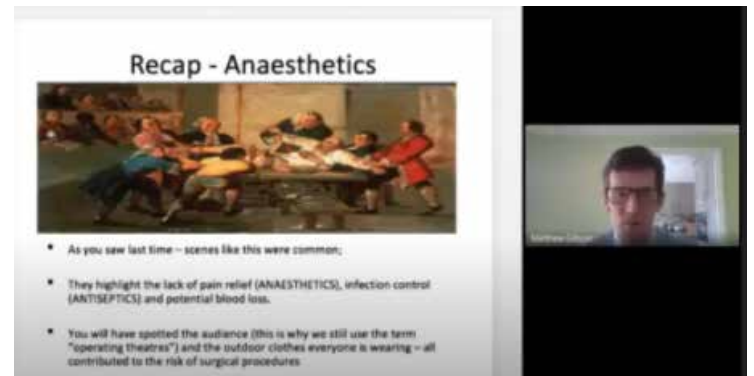 Recap - Anaesthetics
• As you saw last time – scenes like this were common;
• They highlight the lack of pain relief (ANAESTHETICS), infection control
(ANTISEPTICS) and potential blood loss.
• You will have spotted the audience (this is why we still use the term
"operating theatres") and the outdoor clothes everyone is wearing – all
contributed to the risk of surgical procedures
Matthew